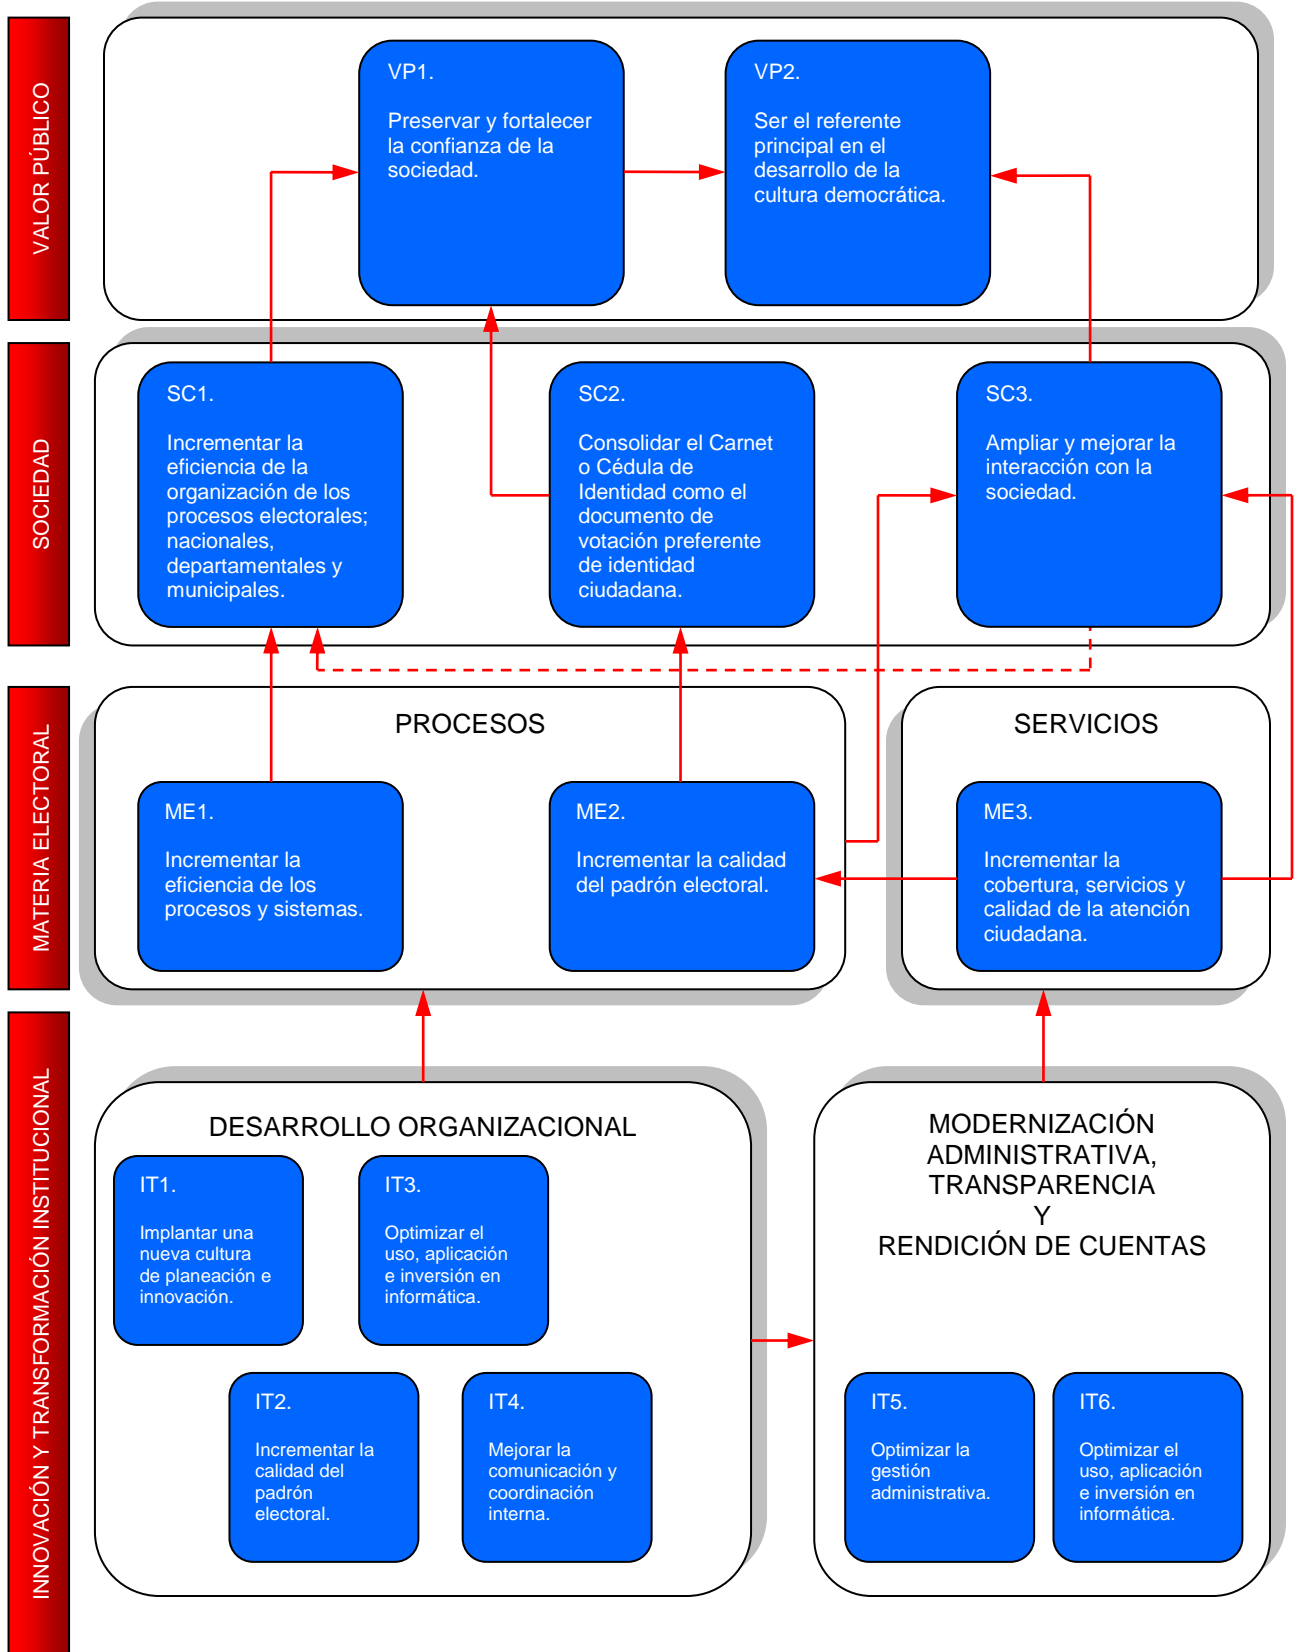 VALOR PÚBLICO
VP1.
Preservar y fortalecer
la confianza de la
sociedad.
VP2.
Ser el referente
principal en el
desarrollo de la
cultura democrática.
SOCIEDAD
SC1.
Incrementar la
eficiencia de la
organización de los
procesos electorales;
nacionales,
departamentales y
municipales.
SC2.
Consolidar el Carnet
o Cédula de
Identidad como el
documento de
votación preferente
de identidad
ciudadana.
SC3.
Ampliar y mejorar la
interacción con la
sociedad.
MATERIA ELECTORAL
PROCESOS
ME1.
Incrementar la
eficiencia de los
procesos y sistemas.
ME2.
Incrementar la calidad
del padrón electoral.
SERVICIOS
ME3.
Incrementar la
cobertura, servicios y
calidad de la atención
ciudadana.
INNOVACIÓN Y TRANSFORMACIÓN INSTITUCIONAL
DESARROLLO ORGANIZACIONAL
IT1.
Implantar una
nueva cultura
de planeación e
innovación.
IT3.
Optimizar el
uso, aplicación
e inversión en
informática.
IT2.
Incrementar la
calidad del
padrón
electoral.
IT4.
Mejorar la
comunicación y
coordinación
interna.
MODERNIZACIÓN
ADMINISTRATIVA,
TRANSPARENCIA
Y
RENDICIÓN DE CUENTAS
IT5.
Optimizar la
gestión
administrativa.
IT6.
Optimizar el
uso, aplicación
e inversión en
informática.